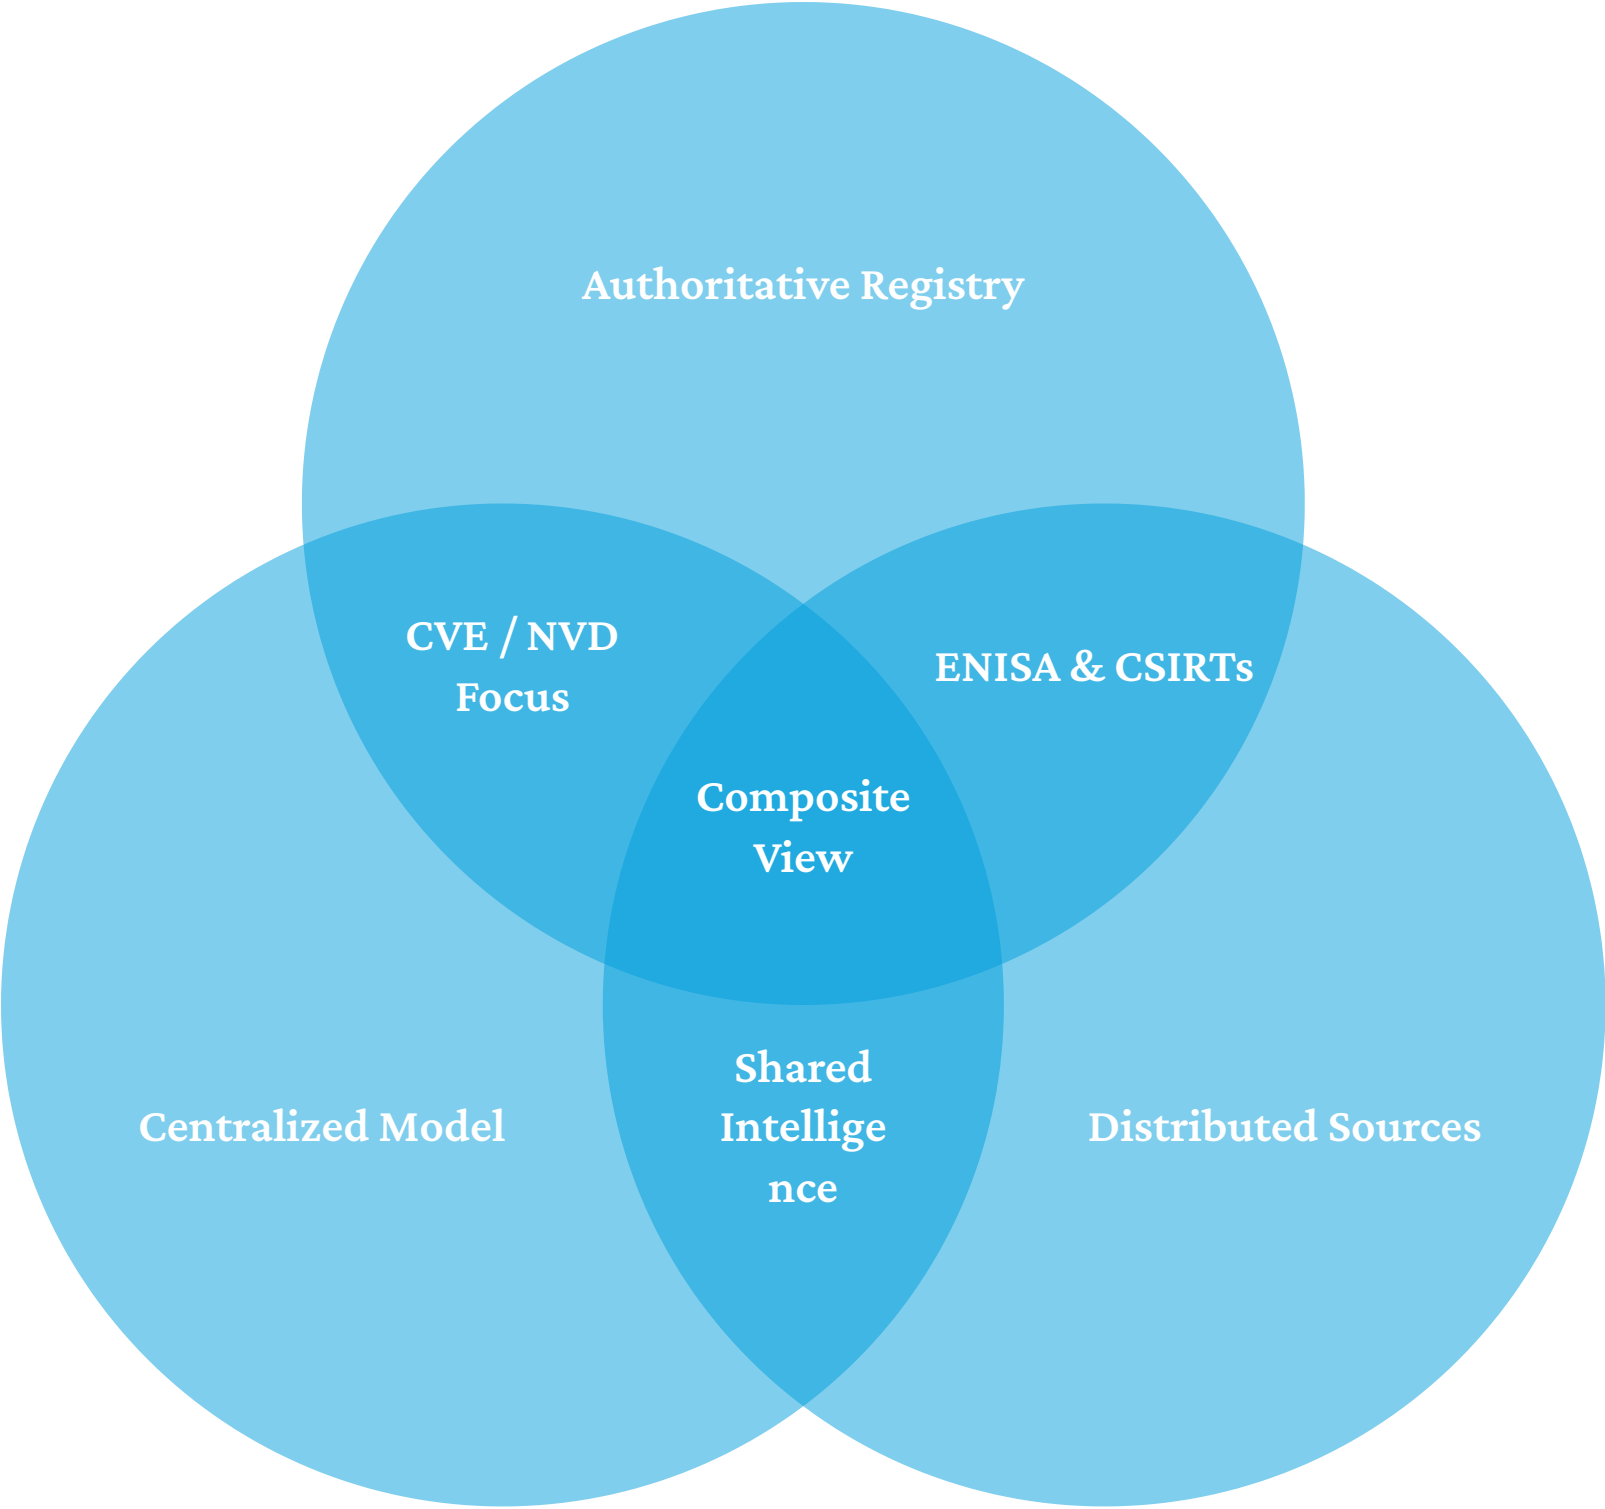 Authoritative Registry
CVE / NVD
Focus
ENISA & CSIRTs
Composite
View
Centralized Model
Shared
Intellige
nce
Distributed Sources